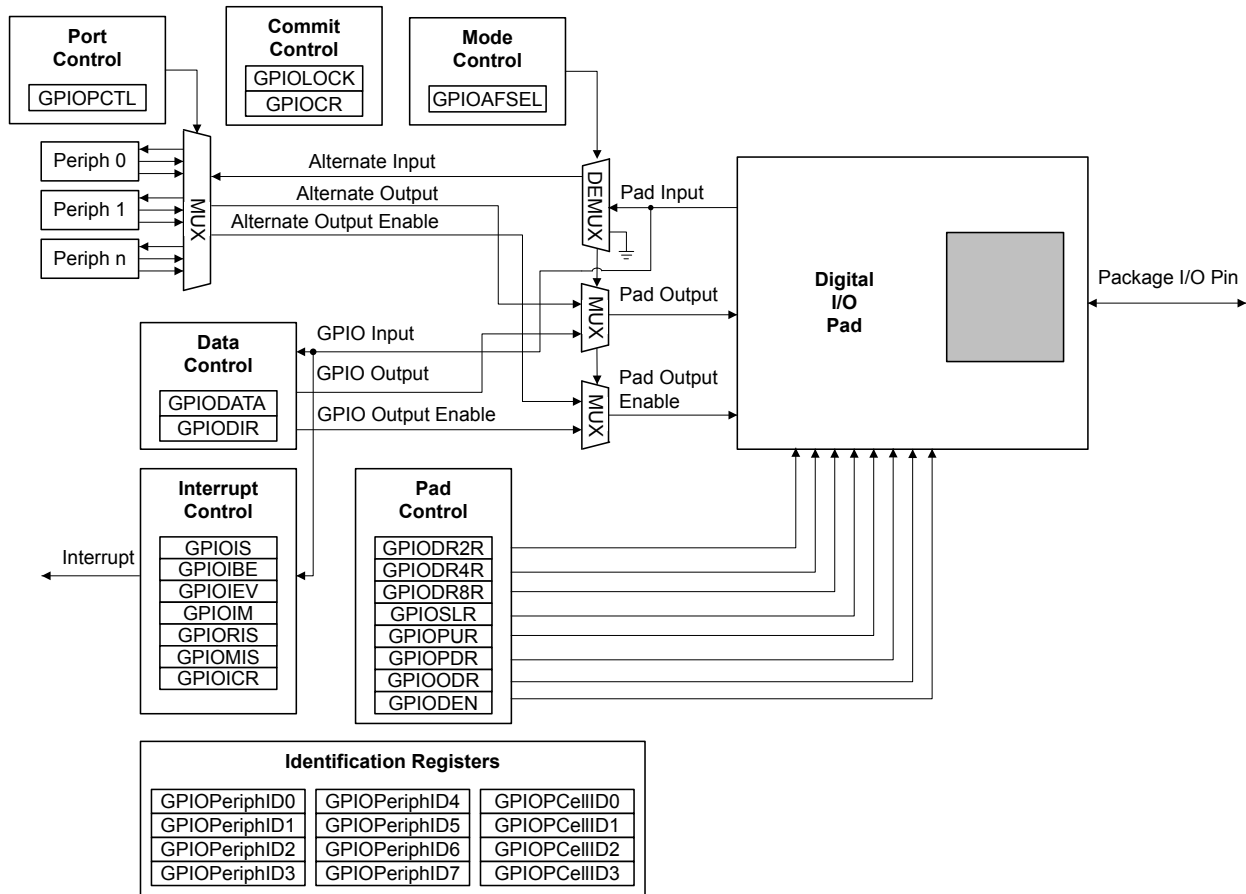 Port
Control
GPIOPCTL
Commit
Control
GPIOLOCK
GPIOCR
Mode
Control
GPIOAFSEL
Periph 0
Periph 1
Periph n
MUX
Alternate Input
Alternate Output
Alternate Output Enable
DEMUX
Pad Input
MUX
Pad Output
MUX
Pad Output
Enable
Digital
I/O
Pad
Package I/O Pin
Data
Control
GPIODATA
GPIODIR
GPIO Input
GPIO Output
GPIO Output Enable
Interrupt
Control
GPIOIS
GPIOIBE
GPIOIEV
GPIOIM
GPIORIS
GPIOMIS
GPIOICR
Interrupt
Pad
Control
GPIODR2R
GPIODR4R
GPIODR8R
GPIOSLR
GPIOPUR
GPIOPDR
GPIOODR
GPIODEN
Identification Registers
GPIOPeriphID0
GPIOPeriphID1
GPIOPeriphID2
GPIOPeriphID3
GPIOPeriphID4
GPIOPeriphID5
GPIOPeriphID6
GPIOPeriphID7
GPIOPCellID0
GPIOPCellID1
GPIOPCellID2
GPIOPCellID3